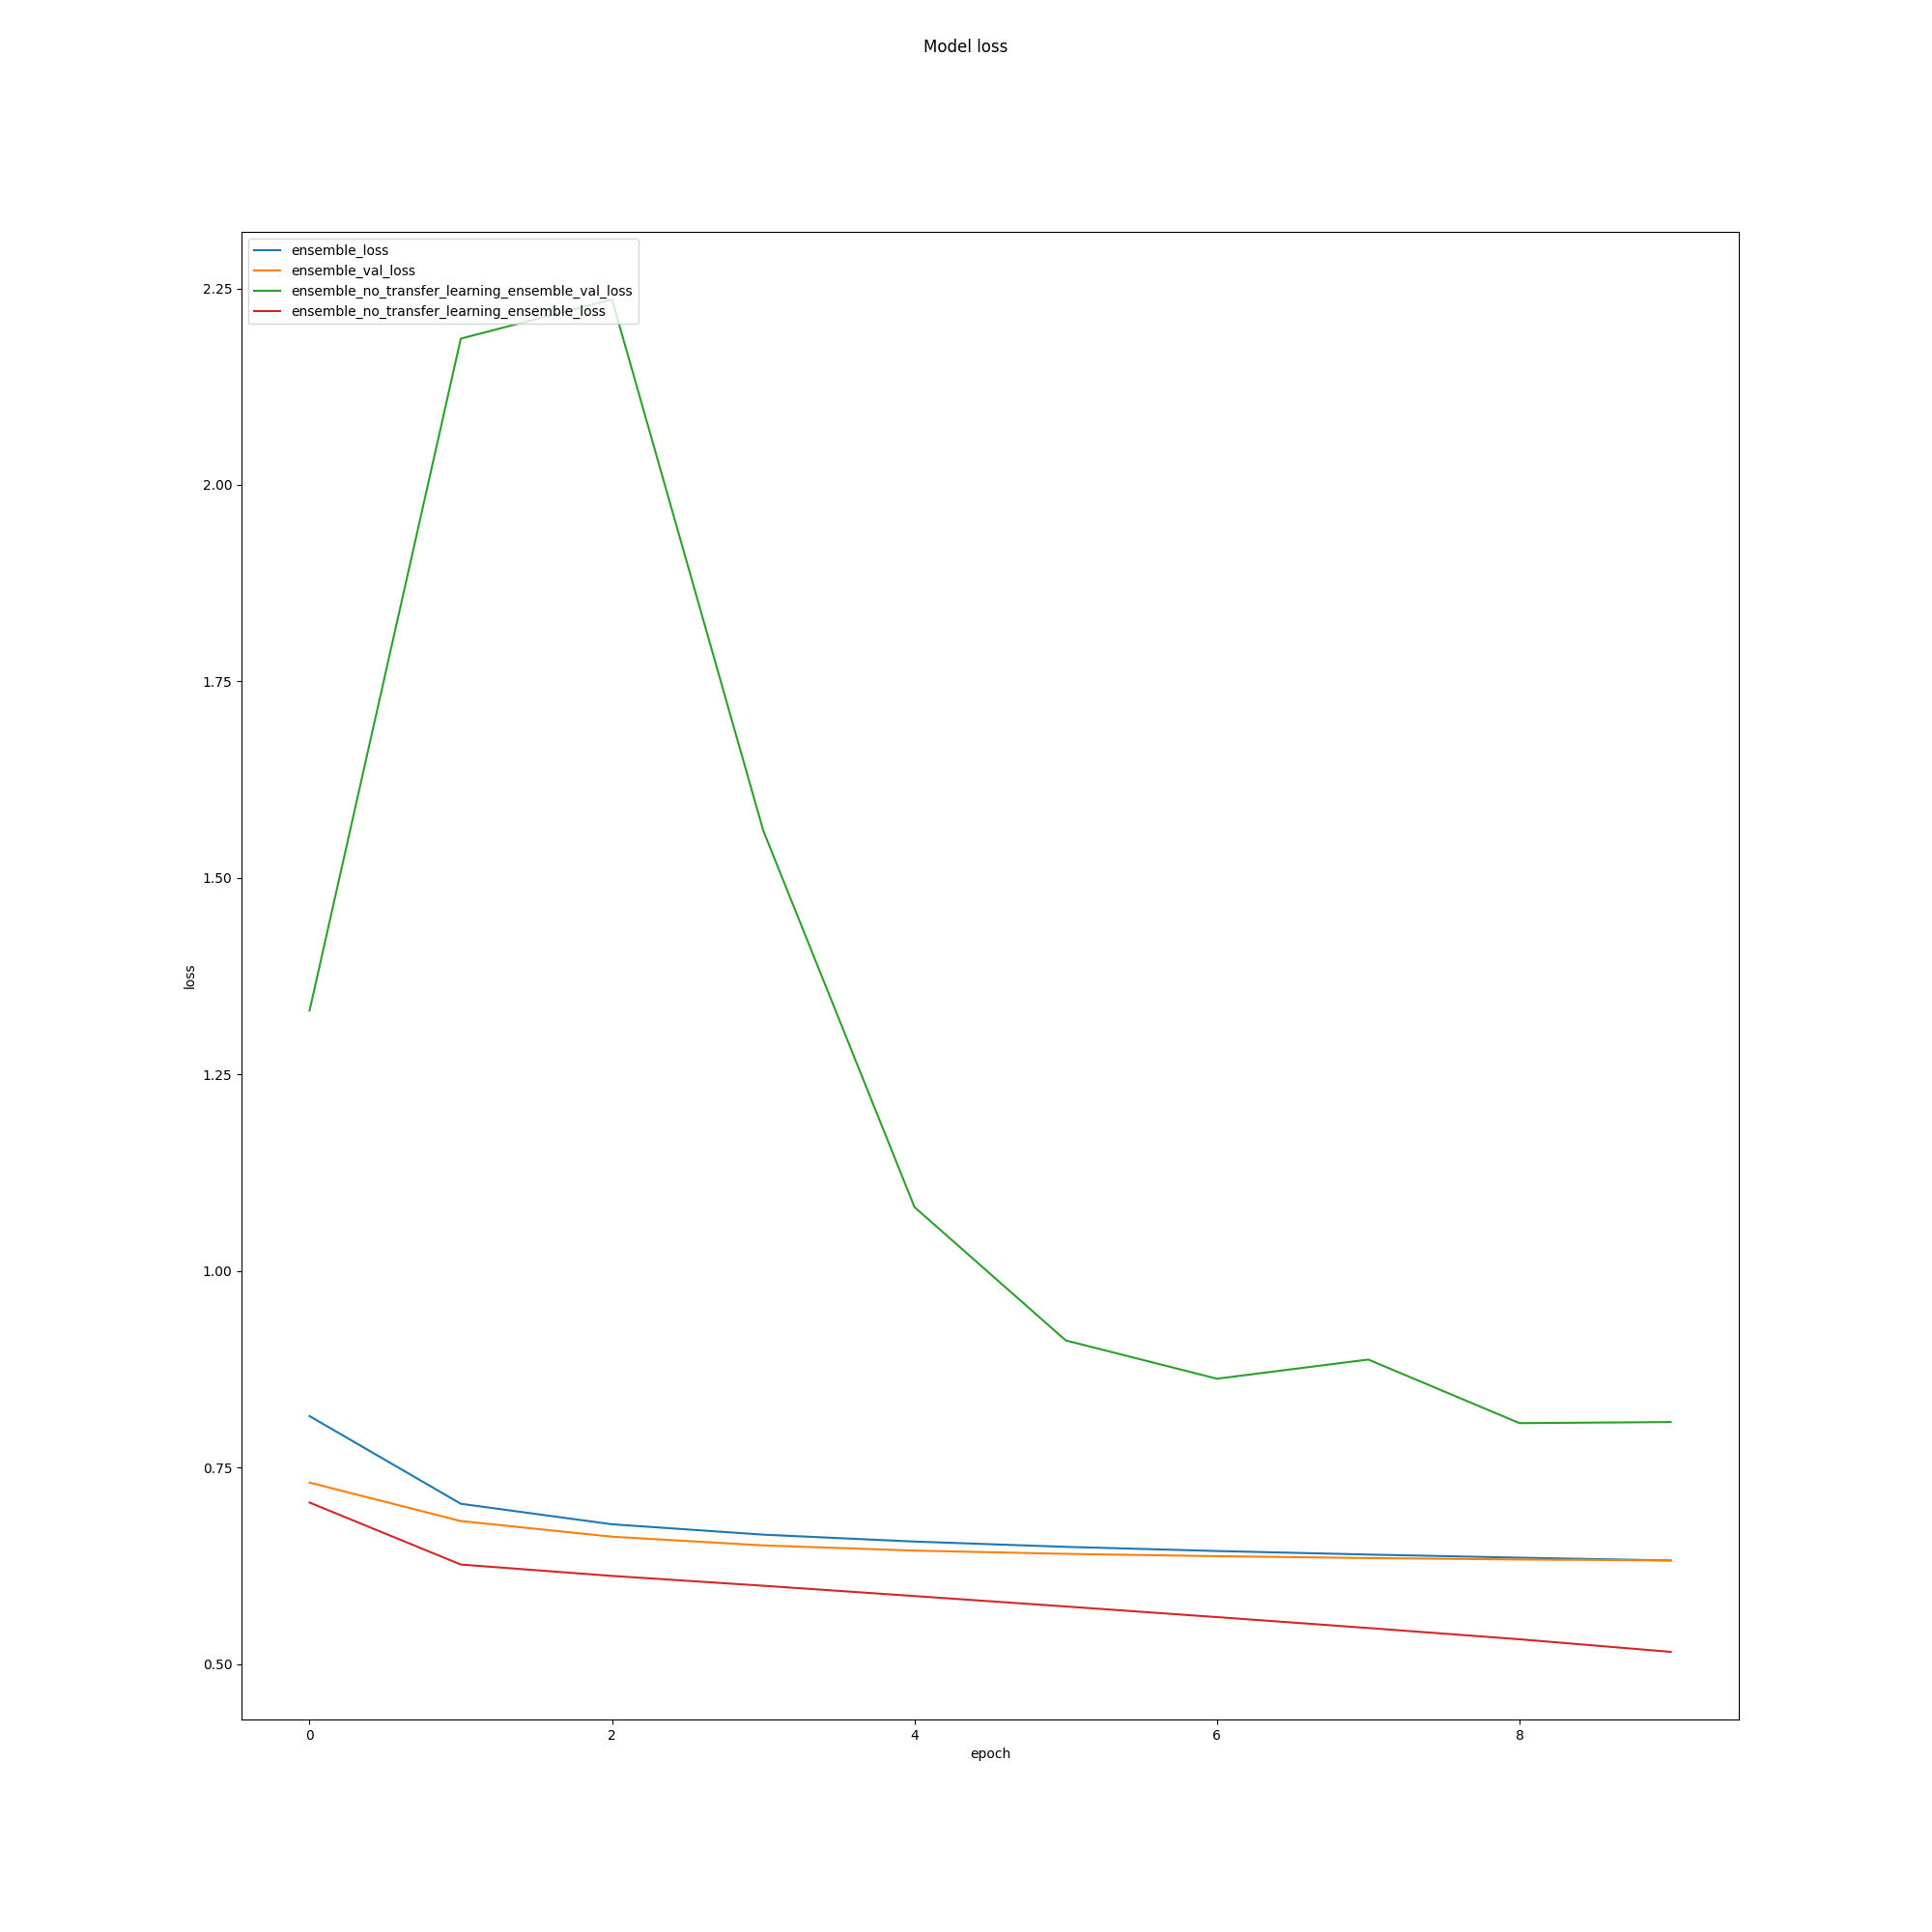 Model loss
ensemble_loss
ensemble_val_loss
ensemble_no_transfer_learning_ensemble_val_loss
ensemble_no_transfer_learning_ensemble_loss
2.25
2.00
1.75
1.50
1.25
1.00
0.75
0.50
loss
0 2 4 6 8
epoch